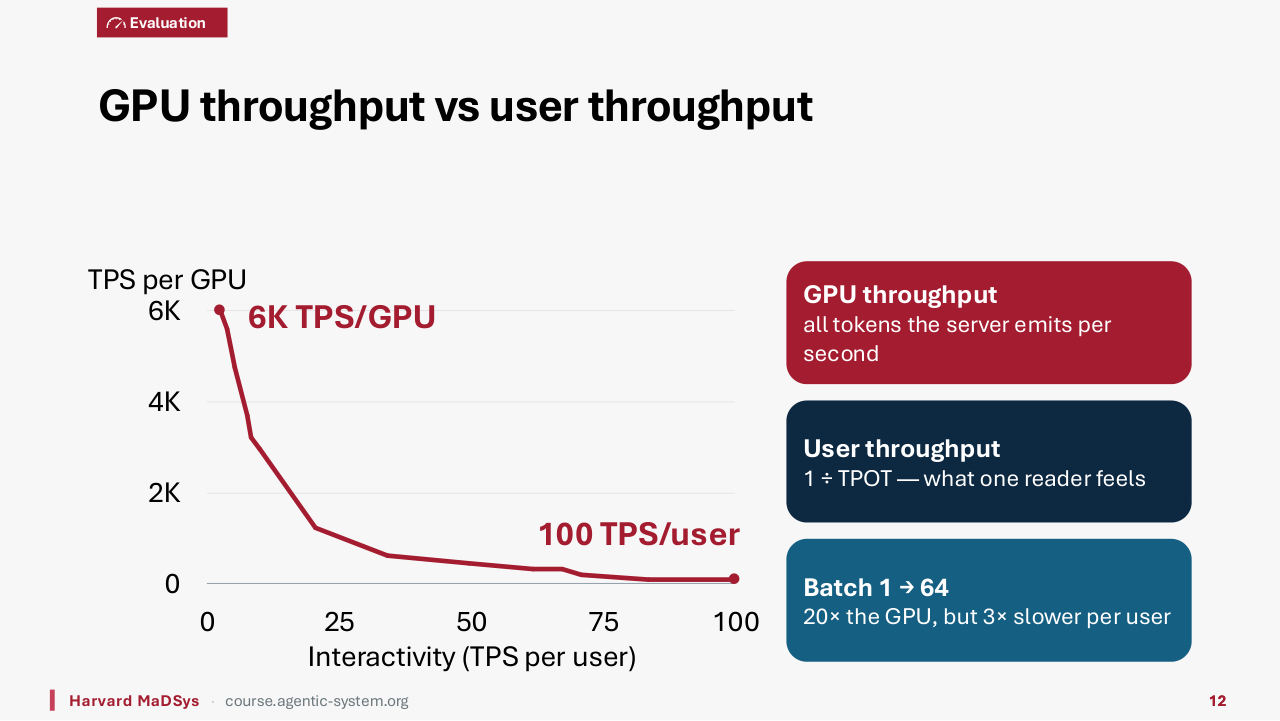 Evaluation
GPU throughput vs user throughput
TPS per GPU
6K
4K
2K
0
6K TPS/GPU
100 TPS/user
0 25 50 75 100
Interactivity (TPS per user)
GPU throughput
all tokens the server emits per
second
User throughput
1 ÷ TPOT — what one reader feels
Batch 1 → 64
20× the GPU, but 3× slower per user
Harvard MaDSys · course.agentic-system.org
12